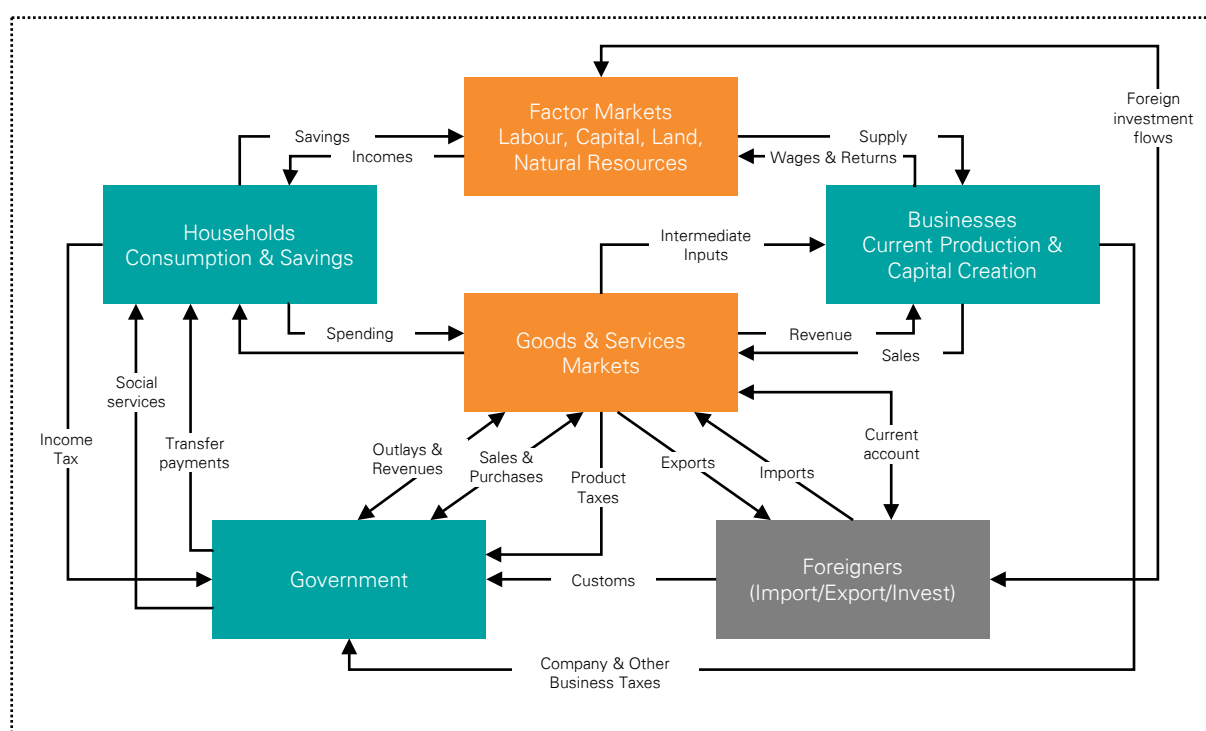 Factor Markets
Labour, Capital, Land,
Natural Resources
Foreign
investment
flows
Savings
Incomes
Supply
Wages & Returns
Households
Consumption & Savings
Businesses
Current Production &
Capital Creation
Intermediate
Inputs
Spending
Goods & Services
Markets
Revenue
Sales
Social
services
Income
Tax
Transfer
payments
Outlays &
Revenues
Sales &
Purchases
Product
Taxes
Exports
Imports
Current
account
Government
Customs
Foreigners
(Import/Export/Invest)
Company & Other
Business Taxes